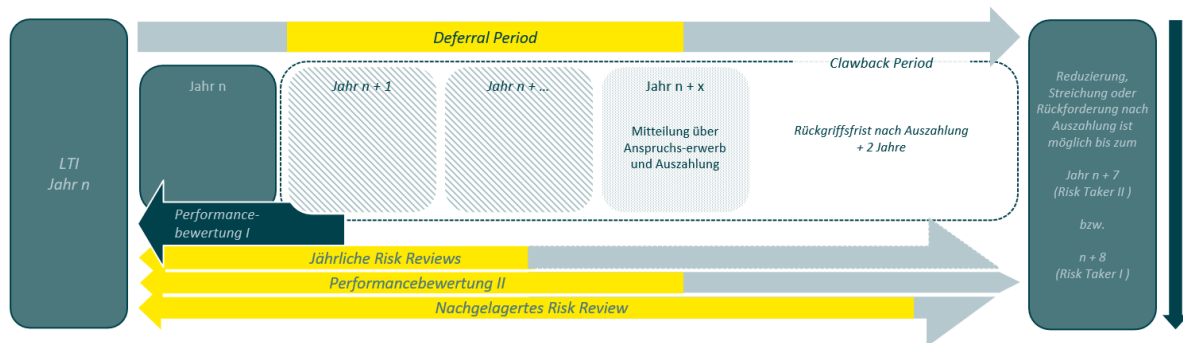 LTI
Jahr n
Deferral Period
Clawback Period
Jahr n
Jahr n + 1
Jahr n + ...
Jahr n + x
Mitteilung über
Anspruchs-erwerb
und Auszahlung
Rückgriffsfrist nach Auszahlung
+ 2 Jahre
Performance-
bewertung I
Jährliche Risk Reviews
Performancebewertung II
Nachgelagertes Risk Review
Reduzierung,
Streichung oder
Rückforderung nach
Auszahlung ist
möglich bis zum
Jahr n + 7
(Risk Taker II )
bzw.
n + 8
(Risk Taker I )